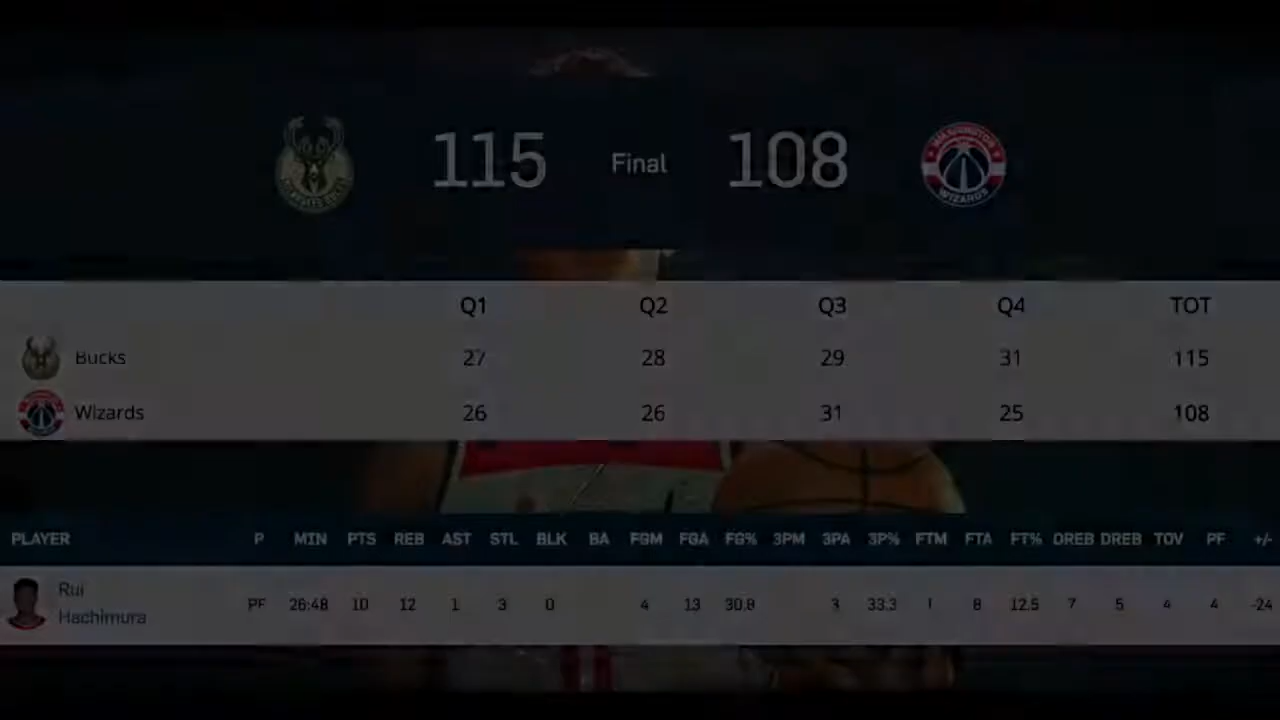 115 Final 108
WASHINGTON
WIZARDS
Q1 Q2 Q3 Q4 TOT
Bucks 27 28 29 31 115
Wizards 26 26 31 25 108
PLAYER P MIN PTS REB AST STL BLK BA FGM FGA FG% 3PM 3PA 3P% FTM FTA FT% OREB DREB TOV PF +/-
Rui
Hachimura
PF 26:48 10 12 1 3 0 4 13 30.8 3 33.3 1 8 12.5 7 5 4 4 -24